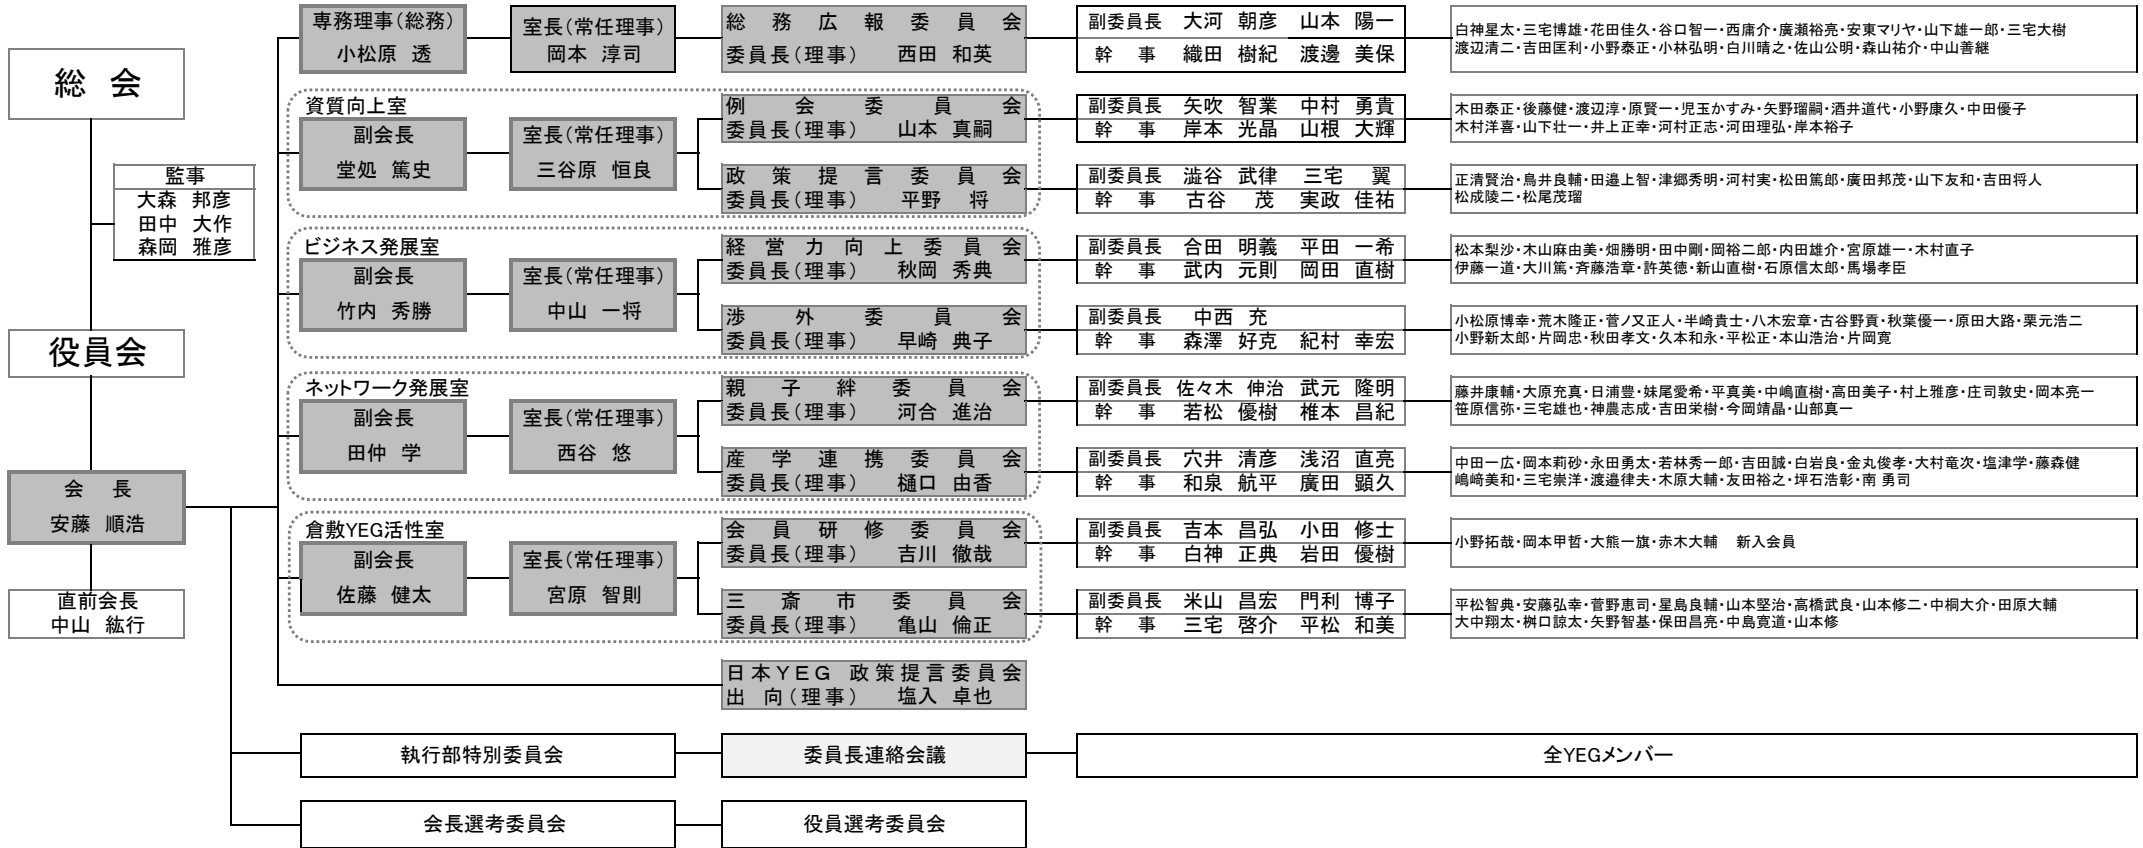 総 会
監事
大森 邦彦
田中 大作
森岡 雅彦
役員会
会 長
安藤 順浩
直前会長
中山 紘行
専務理事(総務)
小松原 透
室長(常任理事)
岡本 淳司
総務広報委員会
委員長(理事) 西田 和英
副委員長 大河 朝彦 山本 陽一
幹 事 織田 樹紀 渡邊 美保
白神星太・三宅博雄・花田佳久・谷口智一・西庸介・廣瀬裕亮・安東マリヤ・山下雄一郎・三宅大樹
渡辺清二・吉田匡利・小野泰正・小林弘明・白川晴之・佐山公明・森山祐介・中山善継
資質向上室
副会長
堂処 篤史
室長(常任理事)
三谷原 恒良
例会委員会
委員長(理事) 山本 真嗣
副委員長 矢吹 智業 中村 勇貴
幹 事 岸本 光晶 山根 大輝
木田泰正・後藤健・渡辺淳・原賢一・児玉かすみ・矢野瑠嗣・酒井道代・小野康久・中田優子
木村洋喜・山下壮一・井上正幸・河村正志・河田理弘・岸本裕子
政策提言委員会
委員長(理事) 平野 将
副委員長 澁谷 武律 三宅 翼
幹 事 古谷 茂 実政 佳祐
正清賢治・鳥井良輔・田邉上智・津郷秀明・河村実・松田篤郎・廣田邦茂・山下友和・吉田将人
松成陵二・松尾茂瑠
ビジネス発展室
副会長
竹内 秀勝
室長(常任理事)
中山 一将
経営力向上委員会
委員長(理事) 秋岡 秀典
副委員長 合田 明義 平田 一希
幹 事 武内 元則 岡田 直樹
松本梨沙・木山麻由美・畑勝明・田中剛・岡裕二郎・内田雄介・宮原雄一・木村直子
伊藤一道・大川篤・斉藤浩章・許英徳・新山直樹・石原信太郎・馬場孝臣
渉外委員会
委員長(理事) 早崎 典子
副委員長 中西 充
幹 事 森澤 好克 紀村 幸宏
小松原博幸・荒木隆正・菅ノ又正人・半崎貴士・八木宏章・古谷野貢・秋葉優一・原田大路・栗元浩二
小野新太郎・片岡忠・秋田孝文・久本和永・平松正・本山浩治・片岡寛
ネットワーク発展室
副会長
田仲 学
室長(常任理事)
西谷 悠
親子絆委員会
委員長(理事) 河合 進治
副委員長 佐々木 伸治 武元 隆明
幹 事 若松 優樹 椎本 昌紀
藤井康輔・大原充真・日浦豊・妹尾愛希・平真美・中嶋直樹・高田美子・村上雅彦・庄司敦史・岡本亮一
笹原信弥・三宅雄也・神農志成・吉田栄樹・今岡靖晶・山部真一
産学連携委員会
委員長(理事) 樋口 由香
副委員長 穴井 清彦 浅沼 直亮
幹 事 和泉 航平 廣田 顕久
中田一広・岡本莉砂・永田勇太・若林秀一郎・吉田誠・白岩良・金丸俊孝・大村竜次・塩津学・藤森健
嶋﨑美和・三宅崇洋・渡邉律夫・木原大輔・友田裕之・坪石浩彰・南 勇司
倉敷YEG活性室
副会長
佐藤 健太
室長(常任理事)
宮原 智則
会員研修委員会
委員長(理事) 吉川 徹哉
副委員長 吉本 昌弘 小田 修士
幹 事 白神 正典 岩田 優樹
小野拓哉・岡本甲哲・大熊一旗・赤木大輔 新入会員
三斎市委員会
委員長(理事) 亀山 倫正
副委員長 米山 昌宏 門利 博子
幹 事 三宅 啓介 平松 和美
平松智典・安藤弘幸・菅野恵司・星島良輔・山本堅治・高橋武良・山本修二・中桐大介・田原大輔
大中翔太・桝口諒太・矢野智基・保田昌亮・中島寛道・山本修
日本YEG 政策提言委員会
出 向(理事) 塩入 卓也
執行部特別委員会
委員長連絡会議
全YEGメンバー
会長選考委員会
役員選考委員会